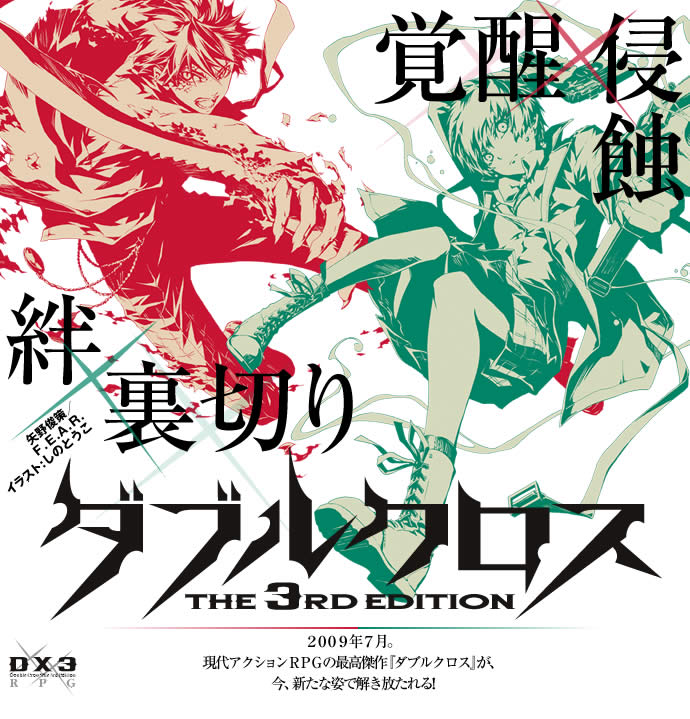 覚醒×侵蝕
絆×裏切り
矢野俊策/
F.E.A.R.
イラスト:しのとうこ
ダブルクロス
THE 3RD EDITION
2009年7月。
現代アクションRPGの最高傑作『ダブルクロス』が、
今、新たな姿で解き放たれる!
DX3
RPG